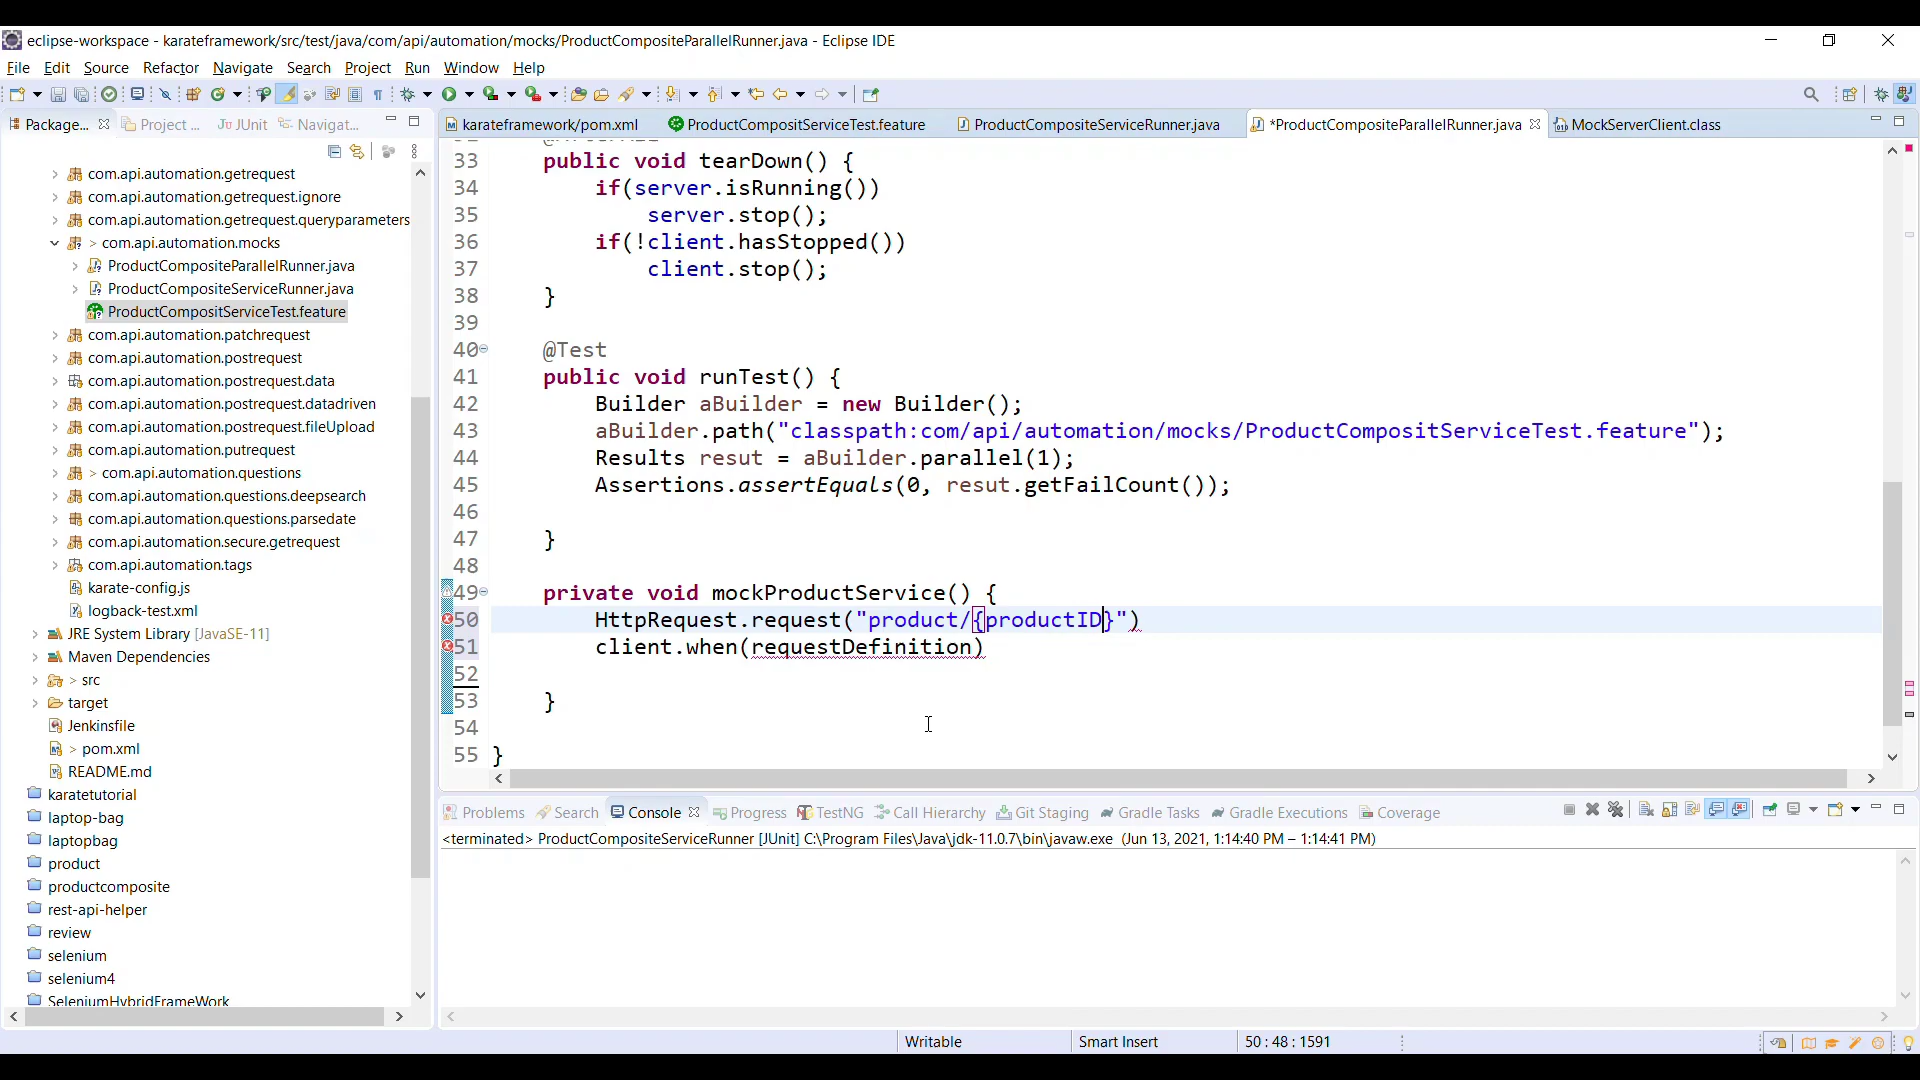 eclipse-workspace - karateframework/src/test/java/com/api/automation/mocks/ProductCompositeParallelRunner.java - Eclipse IDE
File Edit Source Refactor Navigate Search Project Run Window Help
Package... Project ... JUnit Navigat...
karateframework/pom.xml ProductCompositServiceTest.feature ProductCompositeServiceRunner.java *ProductCompositeParallelRunner.java MockServerClient.class
com.api.automation.getrequest
com.api.automation.getrequest.ignore
com.api.automation.getrequest.queryparameters
> com.api.automation.mocks
ProductCompositeParallelRunner.java
ProductCompositeServiceRunner.java
ProductCompositServiceTest.feature
com.api.automation.patchrequest
com.api.automation.postrequest
com.api.automation.postrequest.data
com.api.automation.postrequest.datadriven
com.api.automation.postrequest.fileUpload
com.api.automation.putrequest
> com.api.automation.questions
com.api.automation.questions.deepsearch
com.api.automation.questions.parsedate
com.api.automation.secure.getrequest
com.api.automation.tags
karate-config.js
logback-test.xml
JRE System Library [JavaSE-11]
Maven Dependencies
> src
target
Jenkinsfile
> pom.xml
README.md
karatetutorial
laptop-bag
laptopbag
product
productcomposite
rest-api-helper
review
selenium
selenium4
SeleniumHybridFrameWork
33 public void tearDown() {
34 if(server.isRunning())
35 server.stop();
36 if(!client.hasStopped())
37 client.stop();
38 }
39
40 @Test
41 public void runTest() {
42 Builder aBuilder = new Builder();
43 aBuilder.path("classpath:com/api/automation/mocks/ProductCompositServiceTest.feature");
44 Results resut = aBuilder.parallel(1);
45 Assertions.assertEquals(0, resut.getFailCount());
46
47 }
48
49 private void mockProductService() {
50 HttpRequest.request("product/{productID}")
51 client.when(requestDefinition)
52
53 }
54
55 }
Problems Search Console Progress TestNG Call Hierarchy Git Staging Gradle Tasks Gradle Executions Coverage
<terminated> ProductCompositeServiceRunner [JUnit] C:\Program Files\Java\jdk-11.0.7\bin\javaw.exe (Jun 13, 2021, 1:14:40 PM – 1:14:41 PM)
Writable Smart Insert 50 : 48 : 1591